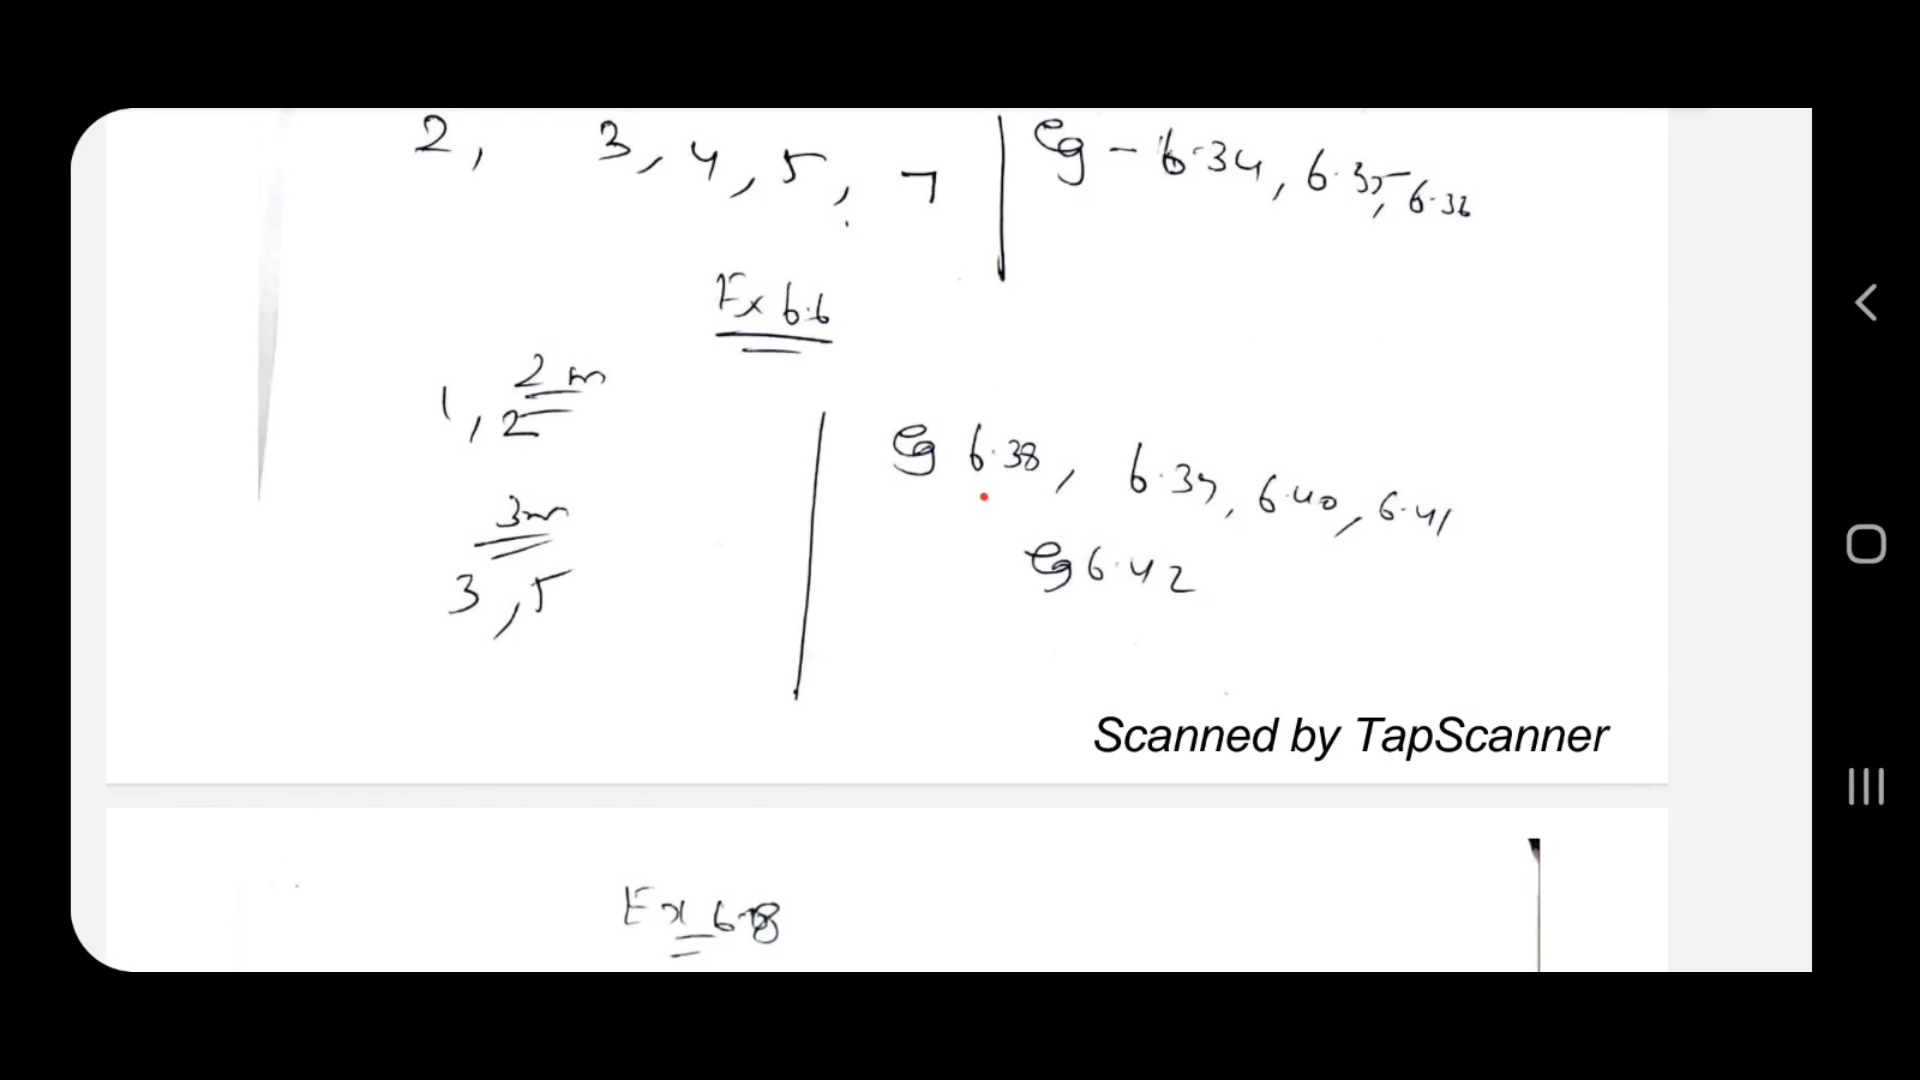 2, 3, 4, 5, 7
eg - 6.34, 6.35, 6.36
Ex 6.6
2m
1, 2
3m
3, 5
eg 6.38, 6.39, 6.40, 6.41
eg 6.42
Scanned by TapScanner
Ex 6.8